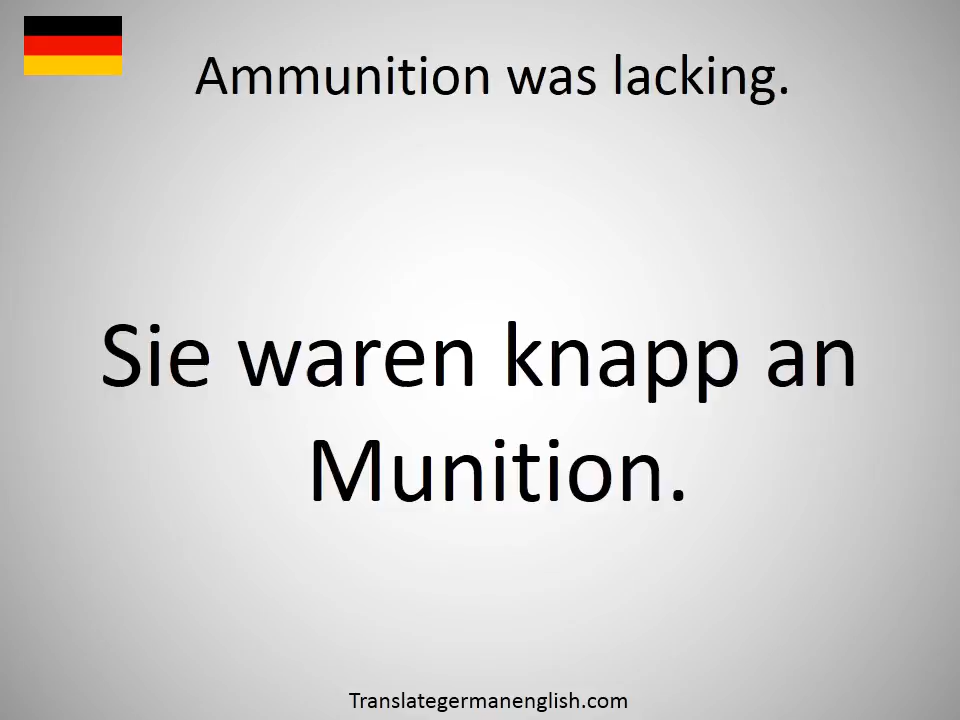 Ammunition was lacking.
Sie waren knapp an
Munition.
Translategermanenglish.com